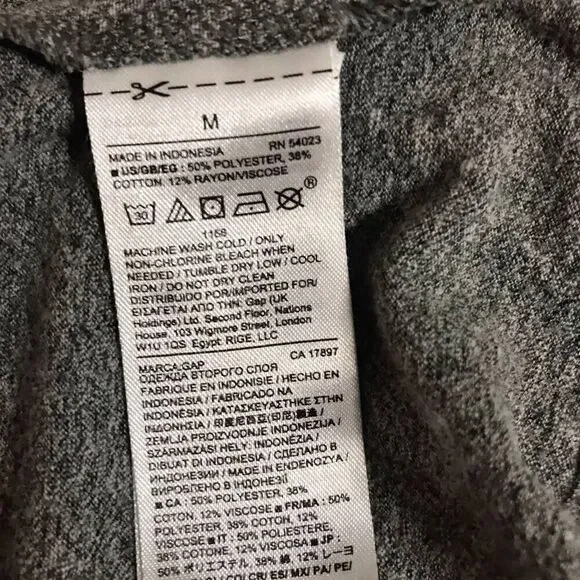 M
MADE IN INDONESIA RN 54023
■ US/GB/EG : 50% POLYESTER, 38%
COTTON, 12% RAYON/VISCOSE
30 ®
1158
MACHINE WASH COLD / ONLY
NON-CHLORINE BLEACH WHEN
NEEDED / TUMBLE DRY LOW / COOL
IRON / DO NOT DRY CLEAN
DISTRIBUIDO POR/IMPORTED FOR/
ΕΙΣΑΓΕΤΑΙ ΑΠΟ ΤΗΝ: Gap (UK
Holdings) Ltd. Second Floor, Nations
House, 103 Wigmore Street, London
W1U 1QS Egypt. RIGE, LLC
MARCA:GAP CA 17897
ОДЕЖДА ВТОРОГО СЛОЯ
FABRIQUE EN INDONISIE / HECHO EN
INDONESIA / FABRICADO NA
INDONÉSIA / ΚΑΤΑΣΚΕΥΑΣΤΗΚΕ ΣΤΗΝ
ΙΝΔΟΝΗΣΙΑ / 印度尼西亚(印尼)製造 /
ZEMLJA PROIZVODNJE INDONEZIJA /
SZÁRMAZÁSI HELY: INDONÉZIA /
DIBUAT DI INDONESIA / СДЕЛАНО В
ИНДОНЕЗИИ / MADE IN ENDENOZYA /
ВИРОБЛЕНО В ІНДОНЕЗІЇ
■ CA : 50% POLYESTER, 38%
COTON, 12% VISCOSE ■ FR/MA : 50%
POLYESTER, 38% COTON, 12%
VISCOSE ■ IT : 50% POLIESTERE,
38% COTONE, 12% VISCOSA ■ JP :
50% ポリエステル, 38% 綿, 12% レーヨ